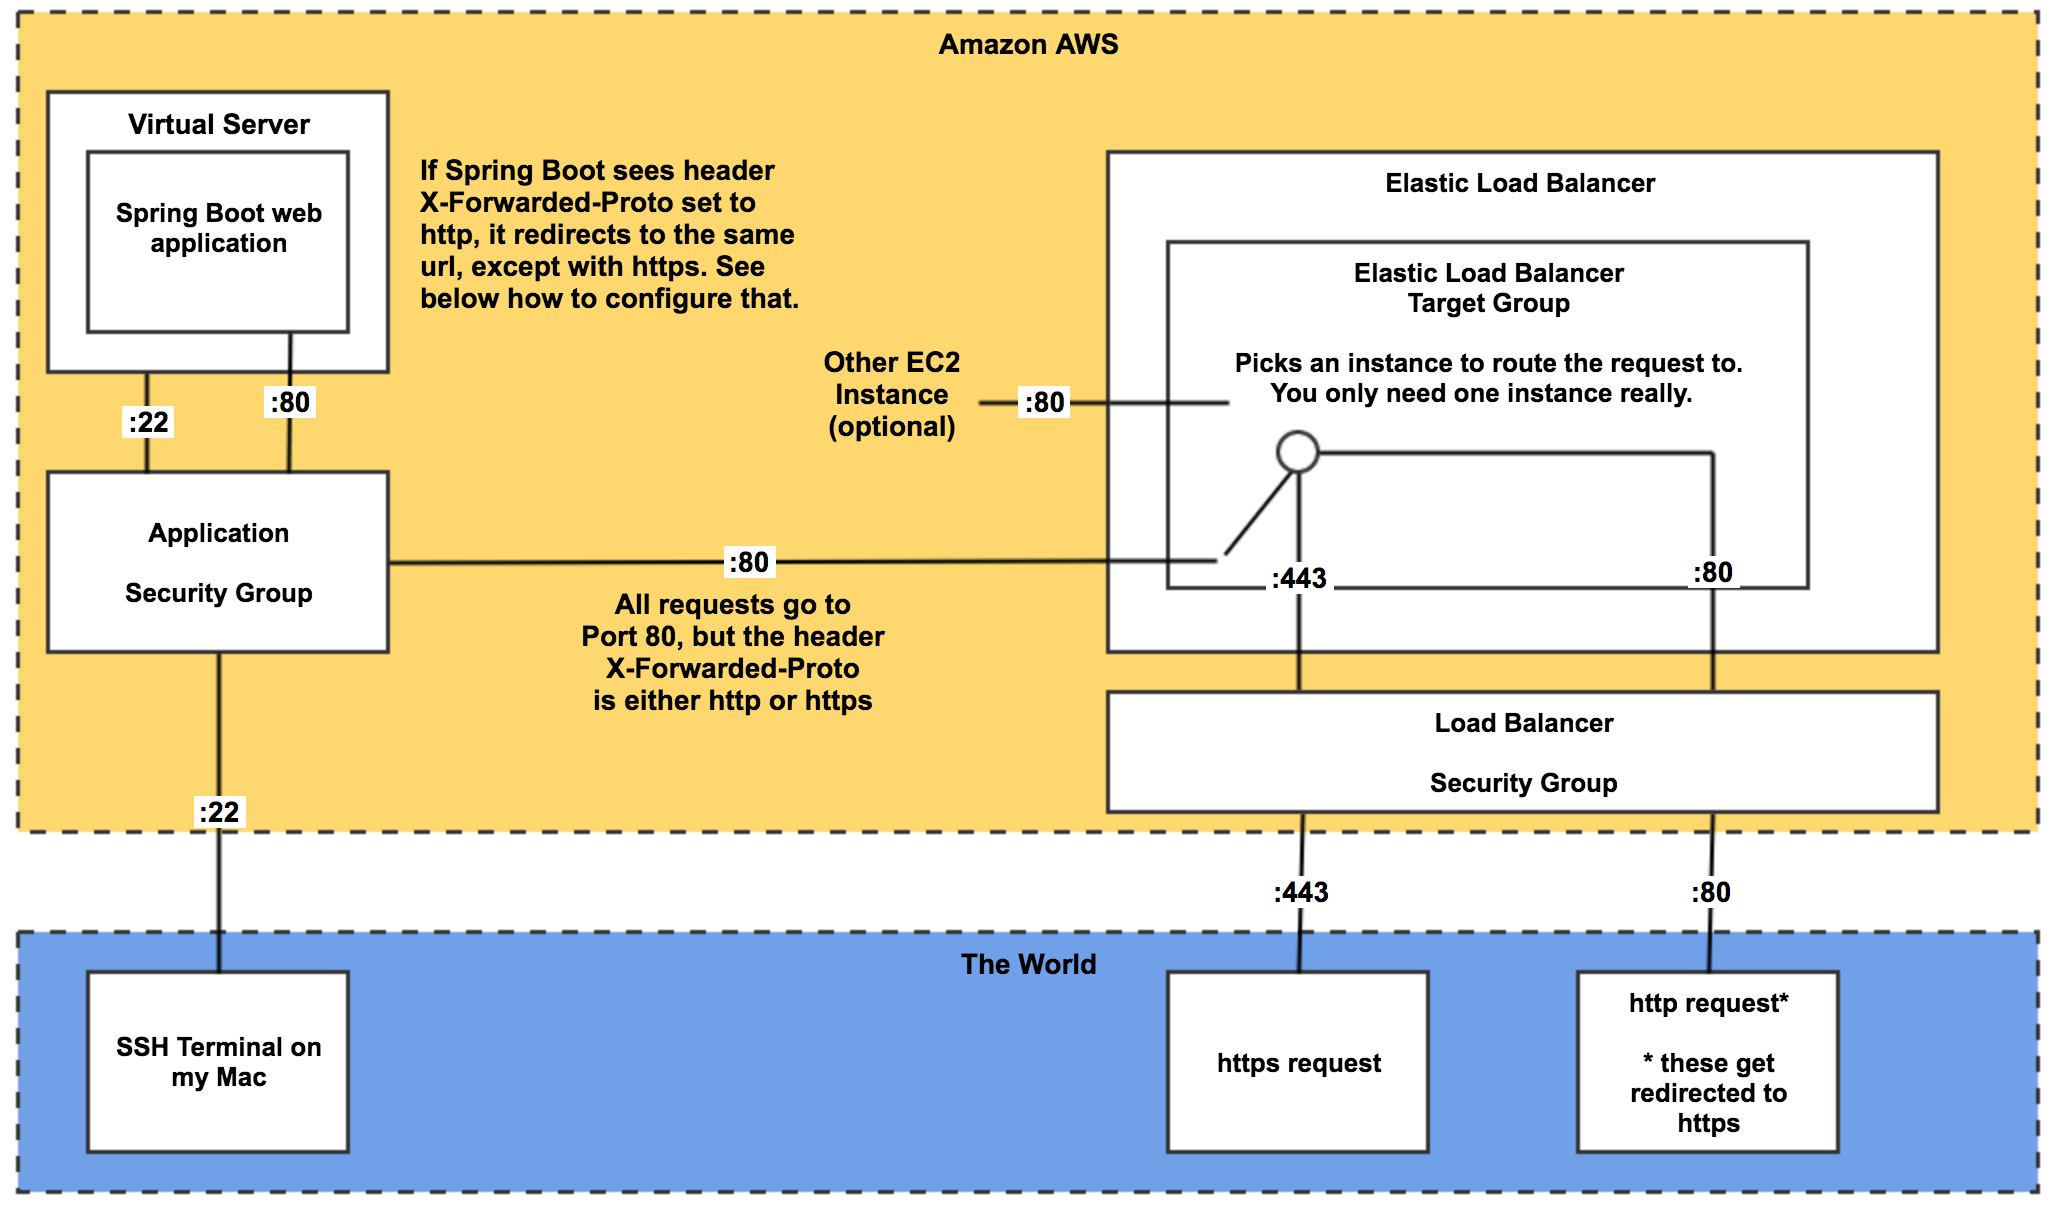 Amazon AWS
Virtual Server
Spring Boot web
application
If Spring Boot sees header
X-Forwarded-Proto set to
http, it redirects to the same
url, except with https. See
below how to configure that.
Elastic Load Balancer
Elastic Load Balancer
Target Group
Picks an instance to route the request to.
You only need one instance really.
Other EC2
Instance
(optional)
:80
:22
:80
Application
Security Group
:80
All requests go to
Port 80, but the header
X-Forwarded-Proto
is either http or https
:443
:80
Load Balancer
Security Group
:22
:443
:80
The World
SSH Terminal on
my Mac
https request
http request*
* these get
redirected to
https